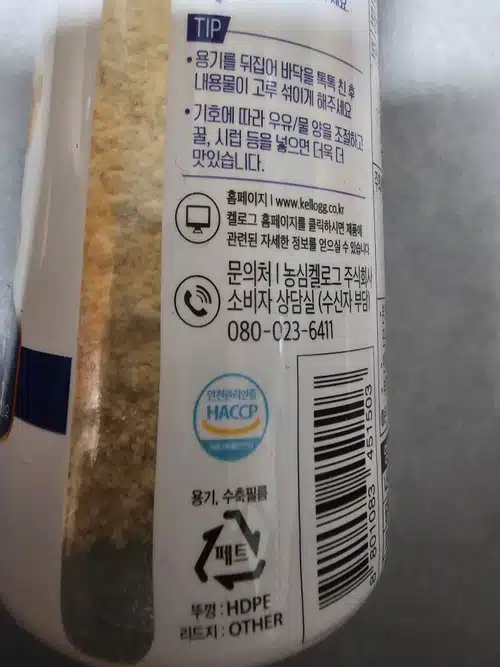 TIP
• 용기를 뒤집어 바닥을 톡톡 친 후
내용물이 고루 섞이게 해주세요
• 기호에 따라 우유/물 양을 조절하고
꿀, 시럽 등을 넣으면 더욱 더
맛있습니다.
홈페이지 | www.kellogg.co.kr
켈로그 홈페이지를 클릭하시면 제품에
관련된 자세한 정보를 얻으실 수 있습니다
문의처 | 농심켈로그 주식회사
소비자 상담실 (수신자 부담)
080-023-6411
안전관리인증
HACCP
용기, 수축필름
페트
뚜껑 : HDPE
리드지 : OTHER
8 801083 451503